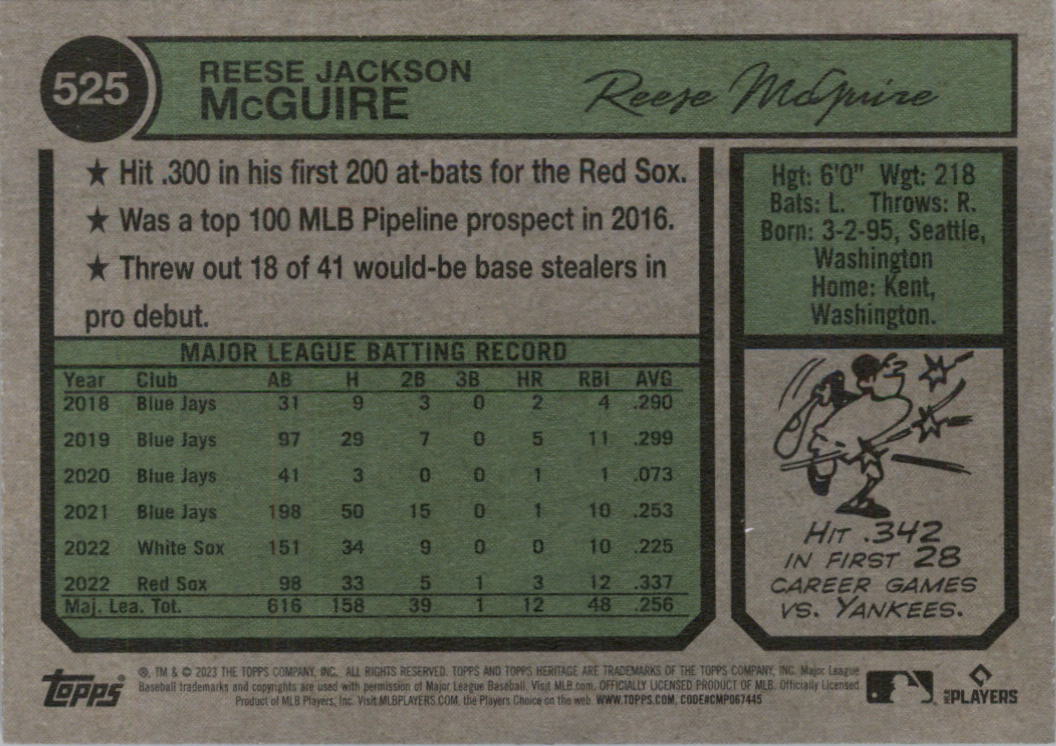 525
REESE JACKSON
McGUIRE
Reese McGuire
★ Hit .300 in his first 200 at-bats for the Red Sox.
★ Was a top 100 MLB Pipeline prospect in 2016.
★ Threw out 18 of 41 would-be base stealers in
pro debut.
MAJOR LEAGUE BATTING RECORD
Year Club AB H 2B 3B HR RBI AVG
2018 Blue Jays 31 9 3 0 2 4 .290
2019 Blue Jays 97 29 7 0 5 11 .299
2020 Blue Jays 41 3 0 0 1 1 .073
2021 Blue Jays 198 50 15 0 1 10 .253
2022 White Sox 151 34 9 0 0 10 .225
2022 Red Sox 98 33 5 1 3 12 .337
Maj. Lea. Tot. 616 158 39 1 12 48 .256
Hgt: 6'0" Wgt: 218
Bats: L. Throws: R.
Born: 3-2-95, Seattle,
Washington
Home: Kent,
Washington.
HIT .342
IN FIRST 28
CAREER GAMES
VS. YANKEES.
topps
®, TM & © 2023 THE TOPPS COMPANY, INC. ALL RIGHTS RESERVED. TOPPS AND TOPPS HERITAGE ARE TRADEMARKS OF THE TOPPS COMPANY, INC. Major League
Baseball trademarks and copyrights are used with permission of Major League Baseball. Visit MLB.com. OFFICIALLY LICENSED PRODUCT OF MLB. Officially Licensed
Product of MLB Players, Inc. Visit MLBPLAYERS.COM, the Players Choice on the web. WWW.TOPPS.COM, CODE#CMP067445
MLB PLAYERS